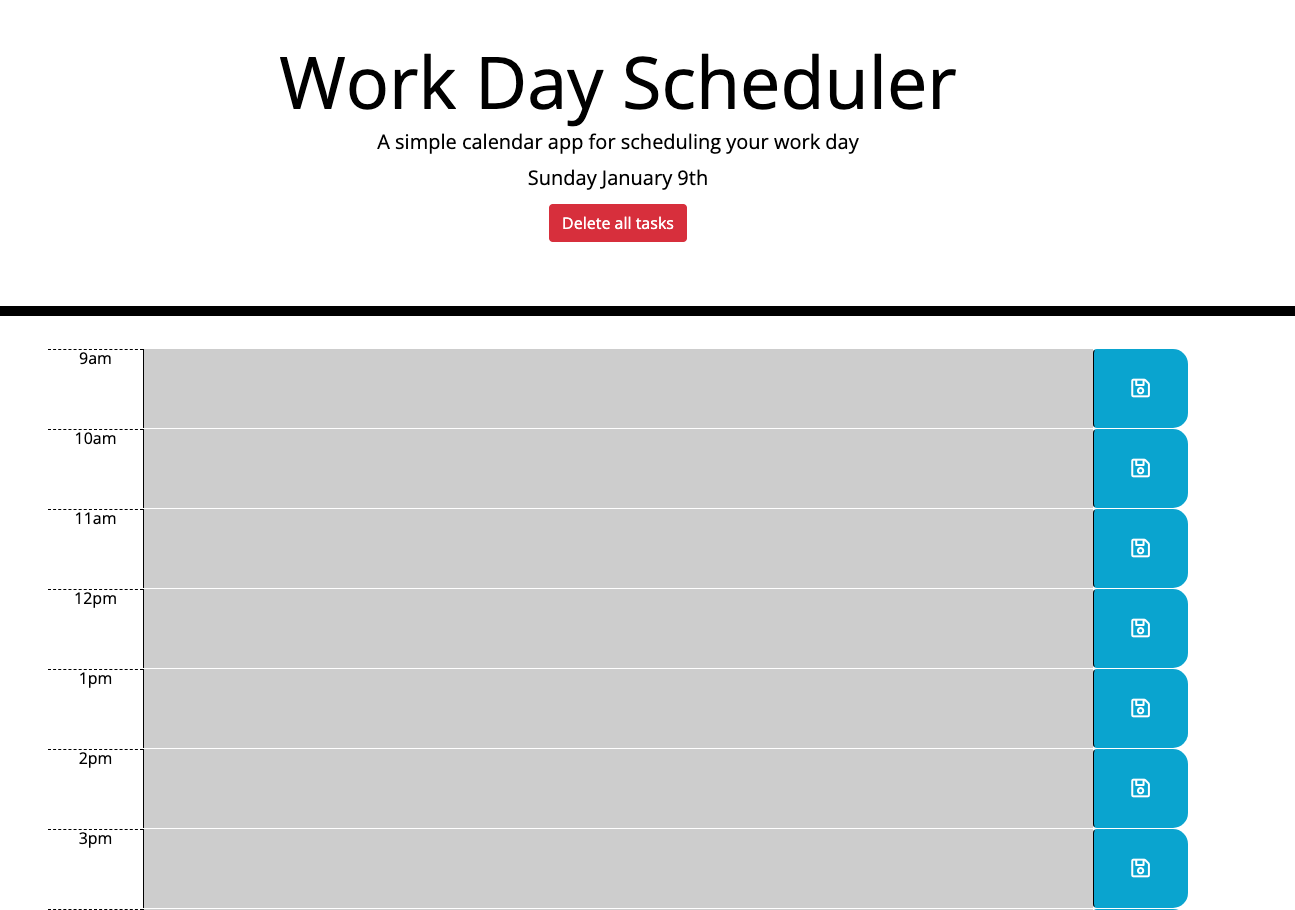 Work Day Scheduler
A simple calendar app for scheduling your work day
Sunday January 9th
Delete all tasks
9am
10am
11am
12pm
1pm
2pm
3pm